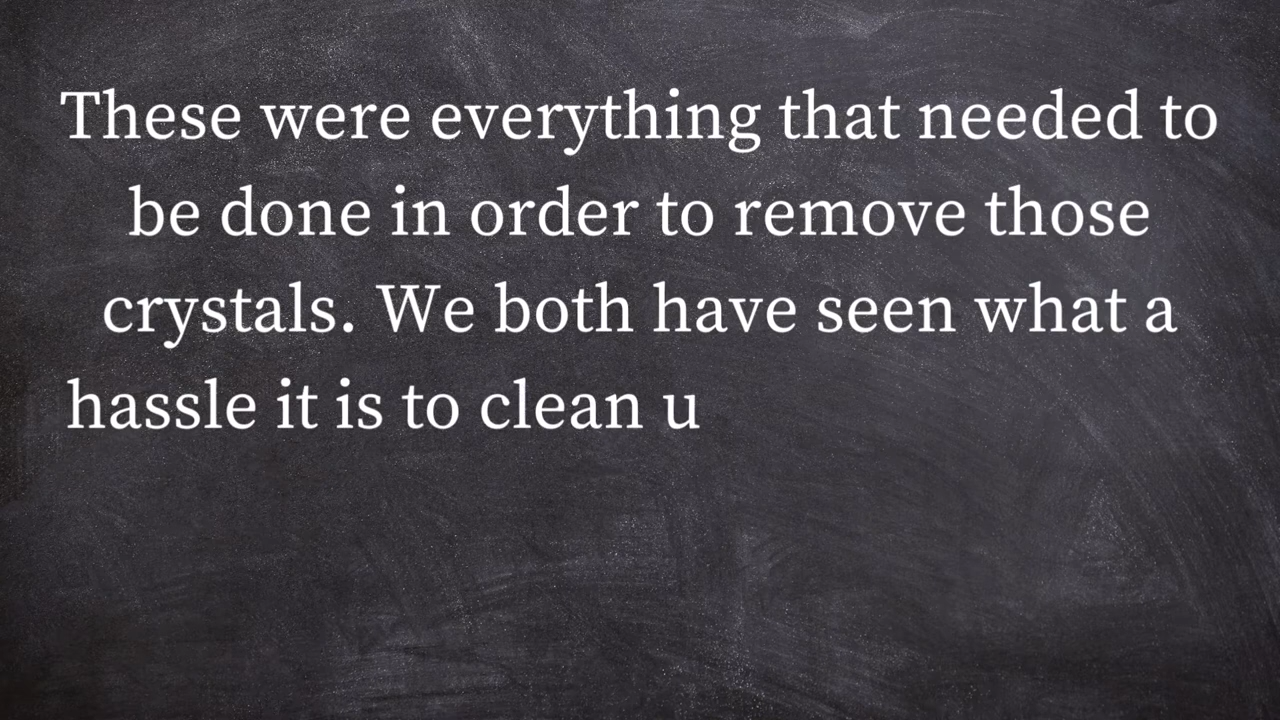 These were everything that needed to
be done in order to remove those
crystals. We both have seen what a
hassle it is to clean u